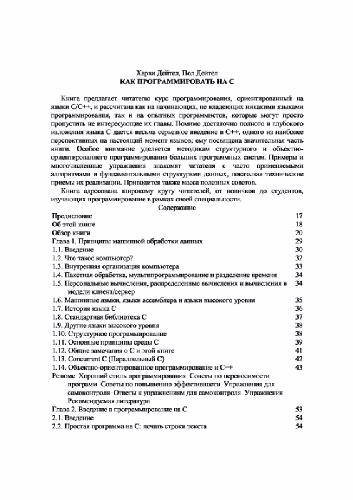 Харви Дейтел, Пол Дейтел
КАК ПРОГРАММИРОВАТЬ НА C
Книга предлагает читателю курс программирования, ориентированный на
языки C/C++, и рассчитана как на начинающих, не владеющих никакими языками
программирования, так и на опытных программистов, которые могут просто
пропустить не интересующие их главы. Помимо достаточно полного и глубокого
изложения языка C дается весьма серьезное введение в C++, одного из наиболее
перспективных на настоящий момент языков; ему посвящена значительная часть
книги. Особое внимание уделяется методикам структурного и объектно-
ориентированного программирования больших программных систем. Примеры и
многочисленные упражнения знакомят читателя с часто применяемыми
алгоритмами и фундаментальными структурами данных, поясняя технические
приемы их реализации. Приводится также масса полезных советов.
Книга адресована широкому кругу читателей, от новичков до студентов,
изучающих программирование в рамках своей специальности.
Содержание
Предисловие 17
Об этой книге 18
Обзор книги 20
Глава 1. Принципы машинной обработки данных 29
1.1. Введение 30
1.2. Что такое компьютер? 32
1.3. Внутренняя организация компьютера 33
1.4. Пакетная обработка, мультипрограммирование и разделение времени 34
1.5. Персональные вычисления, распределенные вычисления и вычисления в 34
модели клиент/сервер
1.6. Машинные языки, языки ассемблера и языки высокого уровня 35
1.7. История языка C 36
1.8. Стандартная библиотека C 37
1.9. Другие языки высокого уровня 38
1.10. Структурное программирование 38
1.11. Основные принципы среды C 39
1.12. Общие замечания о C и этой книге 41
1.13. Concurrent C (Параллельный C) 42
1.14. Объектно-ориентированное программирование и C++ 43
Резюме Хороший стиль программирования Советы по переносимости
программ Советы по повышению эффективности Упражнения для
самоконтроля Ответы к упражнениям для самоконтроля Упражнения
Рекомендуемая литература
Глава 2. Введение в программирование на C 53
2.1. Введение 54
2.2. Простая программа на C: печать строки текста 54